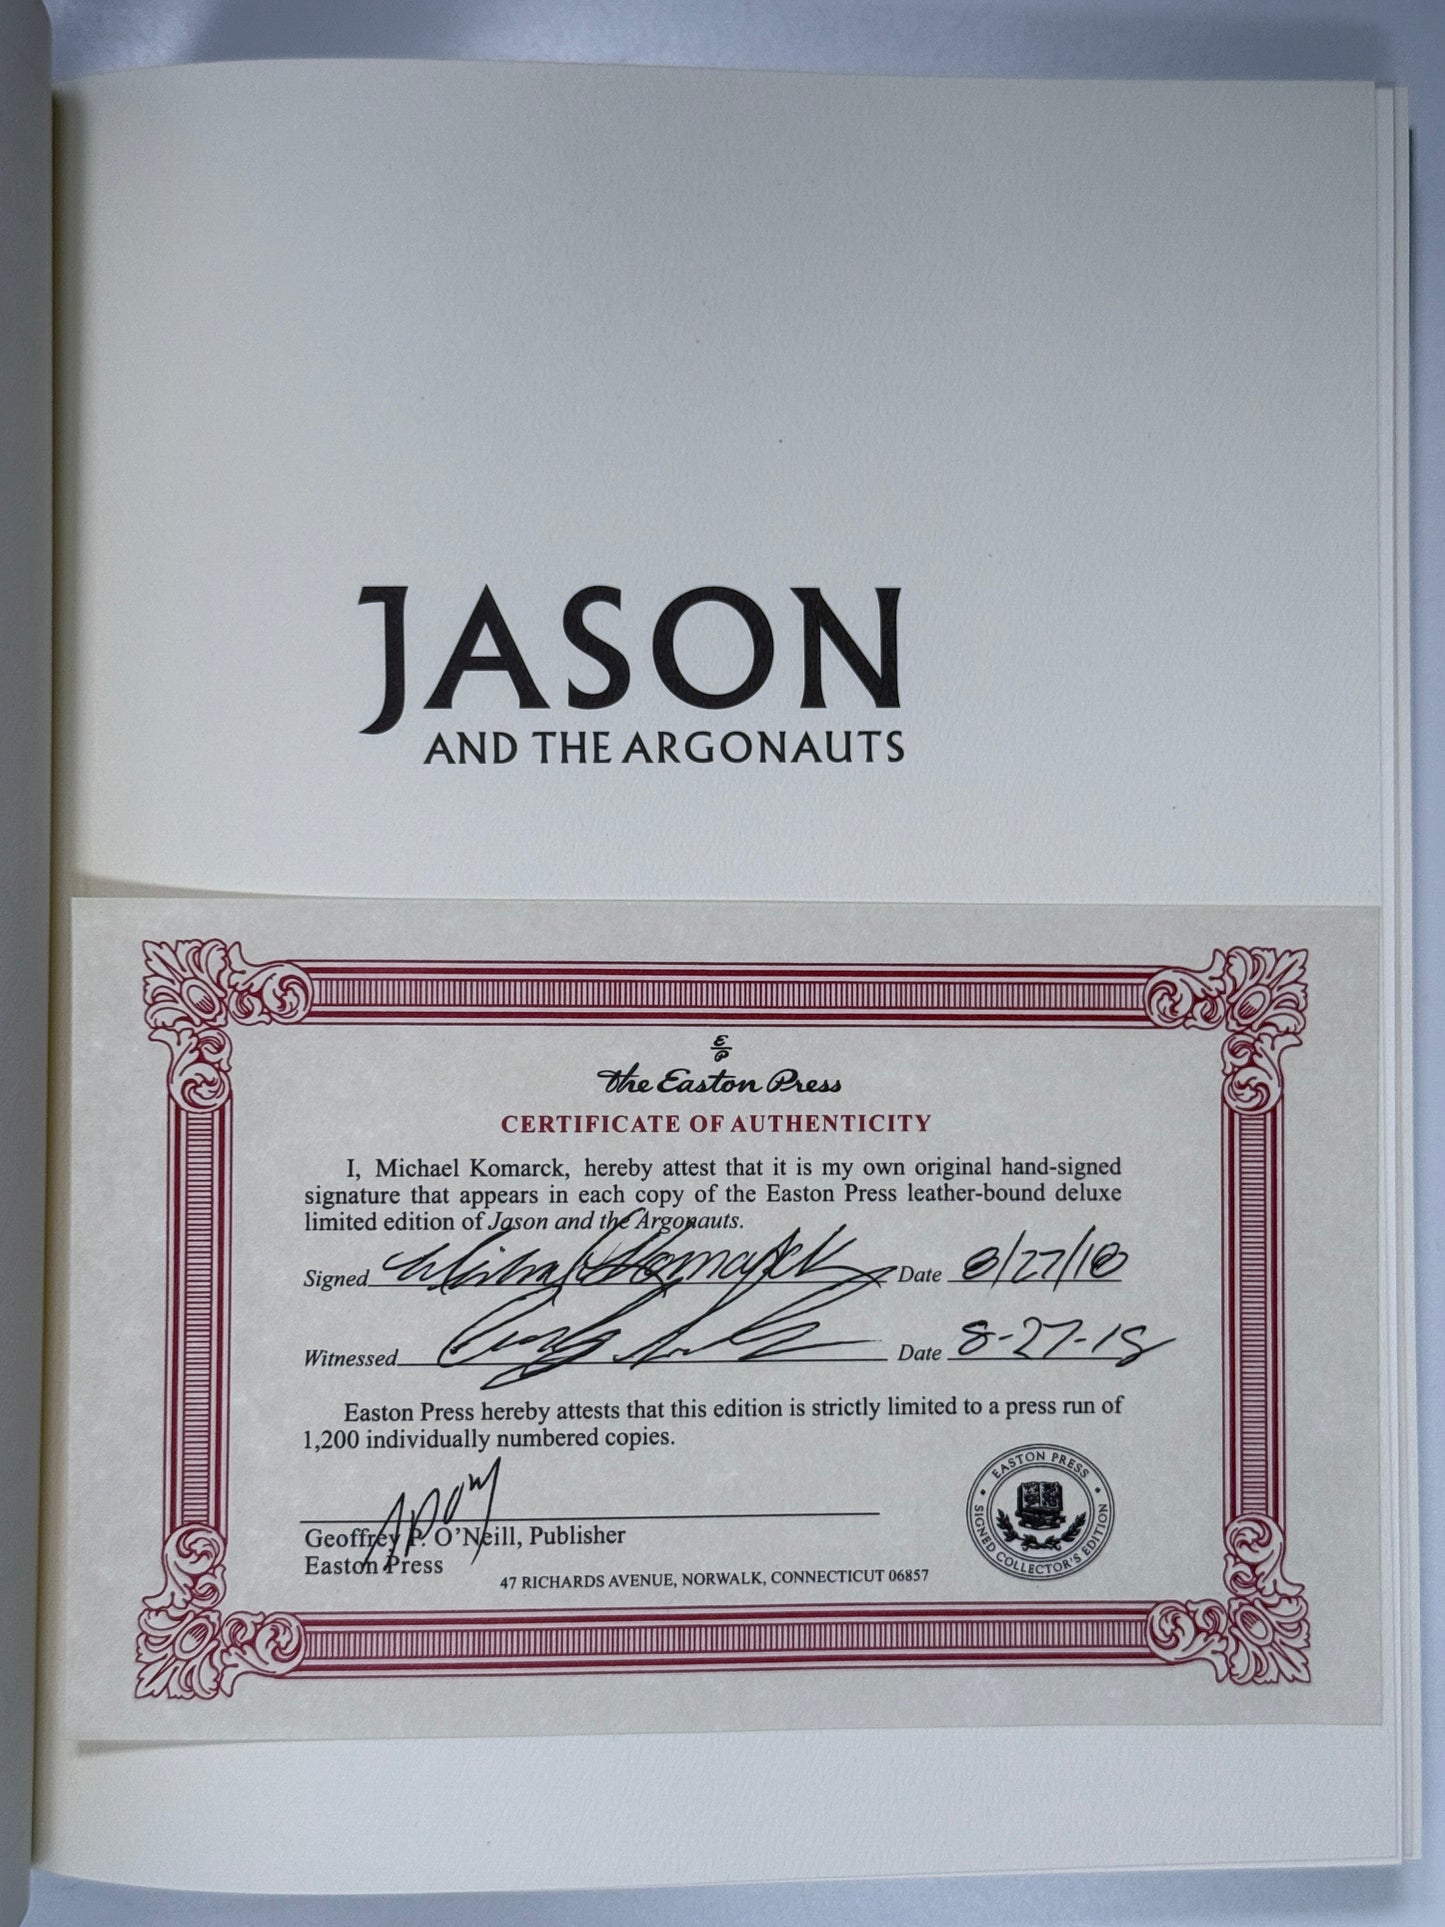 JASON
AND THE ARGONAUTS
E
P
the Easton Press
CERTIFICATE OF AUTHENTICITY
I, Michael Komarck, hereby attest that it is my own original hand-signed
signature that appears in each copy of the Easton Press leather-bound deluxe
limited edition of Jason and the Argonauts.
Signed Michael Komarck Date 8/27/18
Witnessed Date 8-27-18
Easton Press hereby attests that this edition is strictly limited to a press run of
1,200 individually numbered copies.
Geoffrey P. O'Neill, Publisher
Easton Press
47 RICHARDS AVENUE, NORWALK, CONNECTICUT 06857
EASTON PRESS
SIGNED COLLECTOR'S EDITION